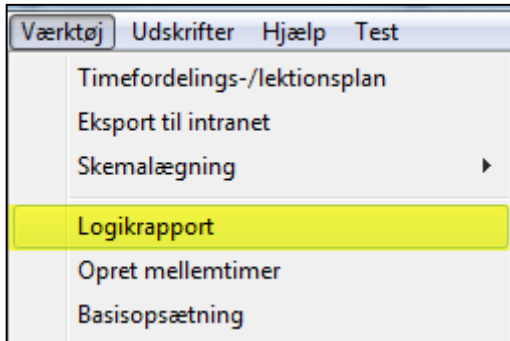 Værktøj Udskrifter Hjælp Test
Timefordelings-/lektionsplan
Eksport til intranet
Skemalægning
Logikrapport
Opret mellemtimer
Basisopsætning